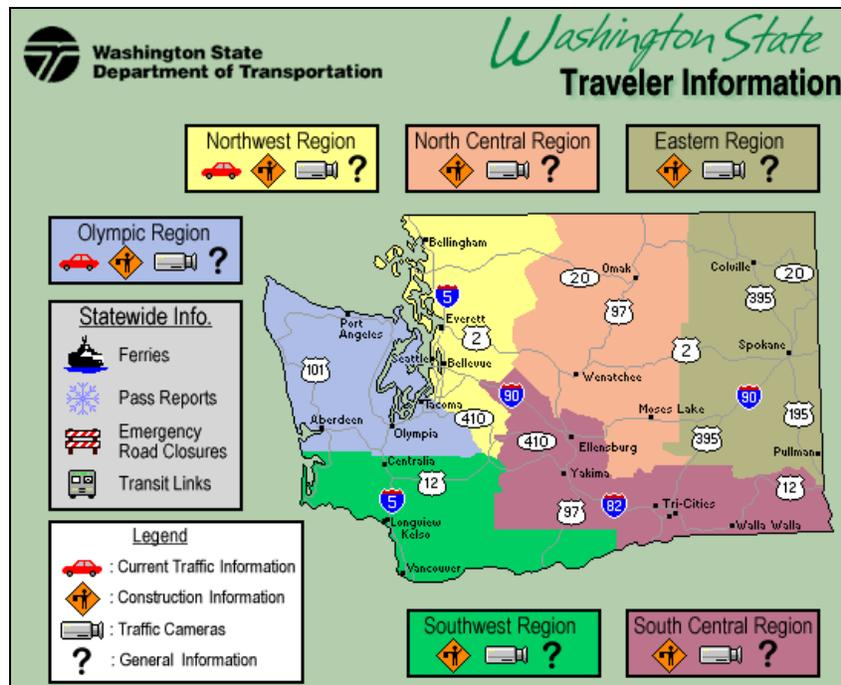 Washington State
Department of Transportation
Washington State
Traveler Information
Northwest Region
?
North Central Region
?
Eastern Region
?
Olympic Region
?
Statewide Info.
Ferries
Pass Reports
Emergency
Road Closures
Transit Links
Bellingham
5
Everett
2
Port
Angeles
Seattle
Bellevue
101
Tacoma
410
Aberdeen
Olympia
20
Omak
97
2
Wenatchee
90
Moses Lake
Colville
20
395
Spokane
90
195
395
Pullman
410
Ellensburg
Yakima
97
82
Tri-Cities
12
Walla Walla
Centralia
12
5
Longview
Kelso
Vancouver
Legend
: Current Traffic Information
: Construction Information
: Traffic Cameras
? : General Information
Southwest Region
?
South Central Region
?